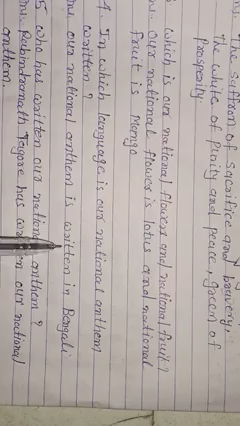 The saffron of sacrifice and bravery,
The white of Purity and peace, green of
Prosperity
which is our national flower and national fruit?
our national flower is lotus and national
fruit is Mango
4. In which language is our national anthem
written?
our national anthem is written in Bengali
5 who has written our nation anthem?
Ans. Rabindranath Tagore has en our national
anthem.